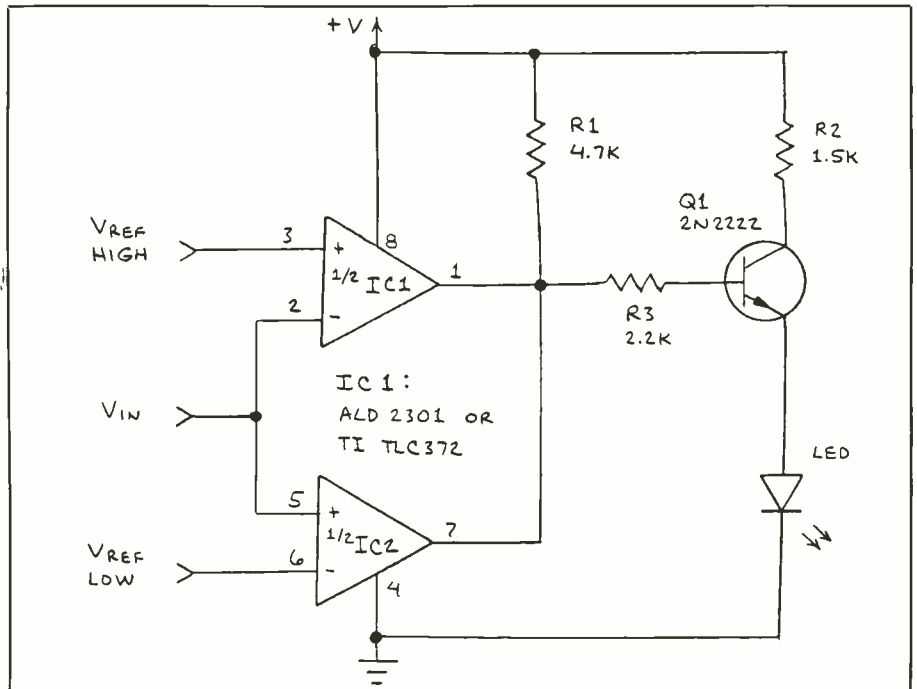 +V
R1
4.7K
R2
1.5K
Q1
2N2222
VREF
HIGH
3
+
8
1/2 IC1
1
2
-
R3
2.2K
IC1:
ALD 2301 OR
TI TLC372
VIN
LED
5
+
1/2 IC2
7
VREF
LOW
6
-
4